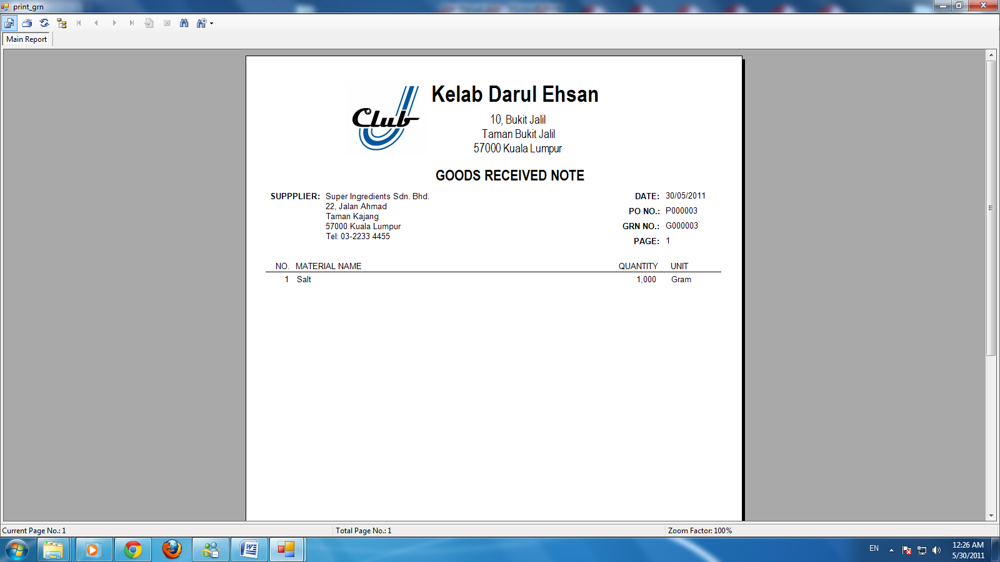 print_grn
Main Report
Club
Kelab Darul Ehsan
10, Bukit Jalil
Taman Bukit Jalil
57000 Kuala Lumpur
GOODS RECEIVED NOTE
SUPPPLIER: Super Ingredients Sdn. Bhd.
22, Jalan Ahmad
Taman Kajang
57000 Kuala Lumpur
Tel: 03-2233 4455
DATE: 30/05/2011
PO NO.: P000003
GRN NO.: G000003
PAGE: 1
NO. MATERIAL NAME QUANTITY UNIT
1 Salt 1,000 Gram
Current Page No.: 1 Total Page No.: 1 Zoom Factor: 100%
EN
12:26 AM
5/30/2011